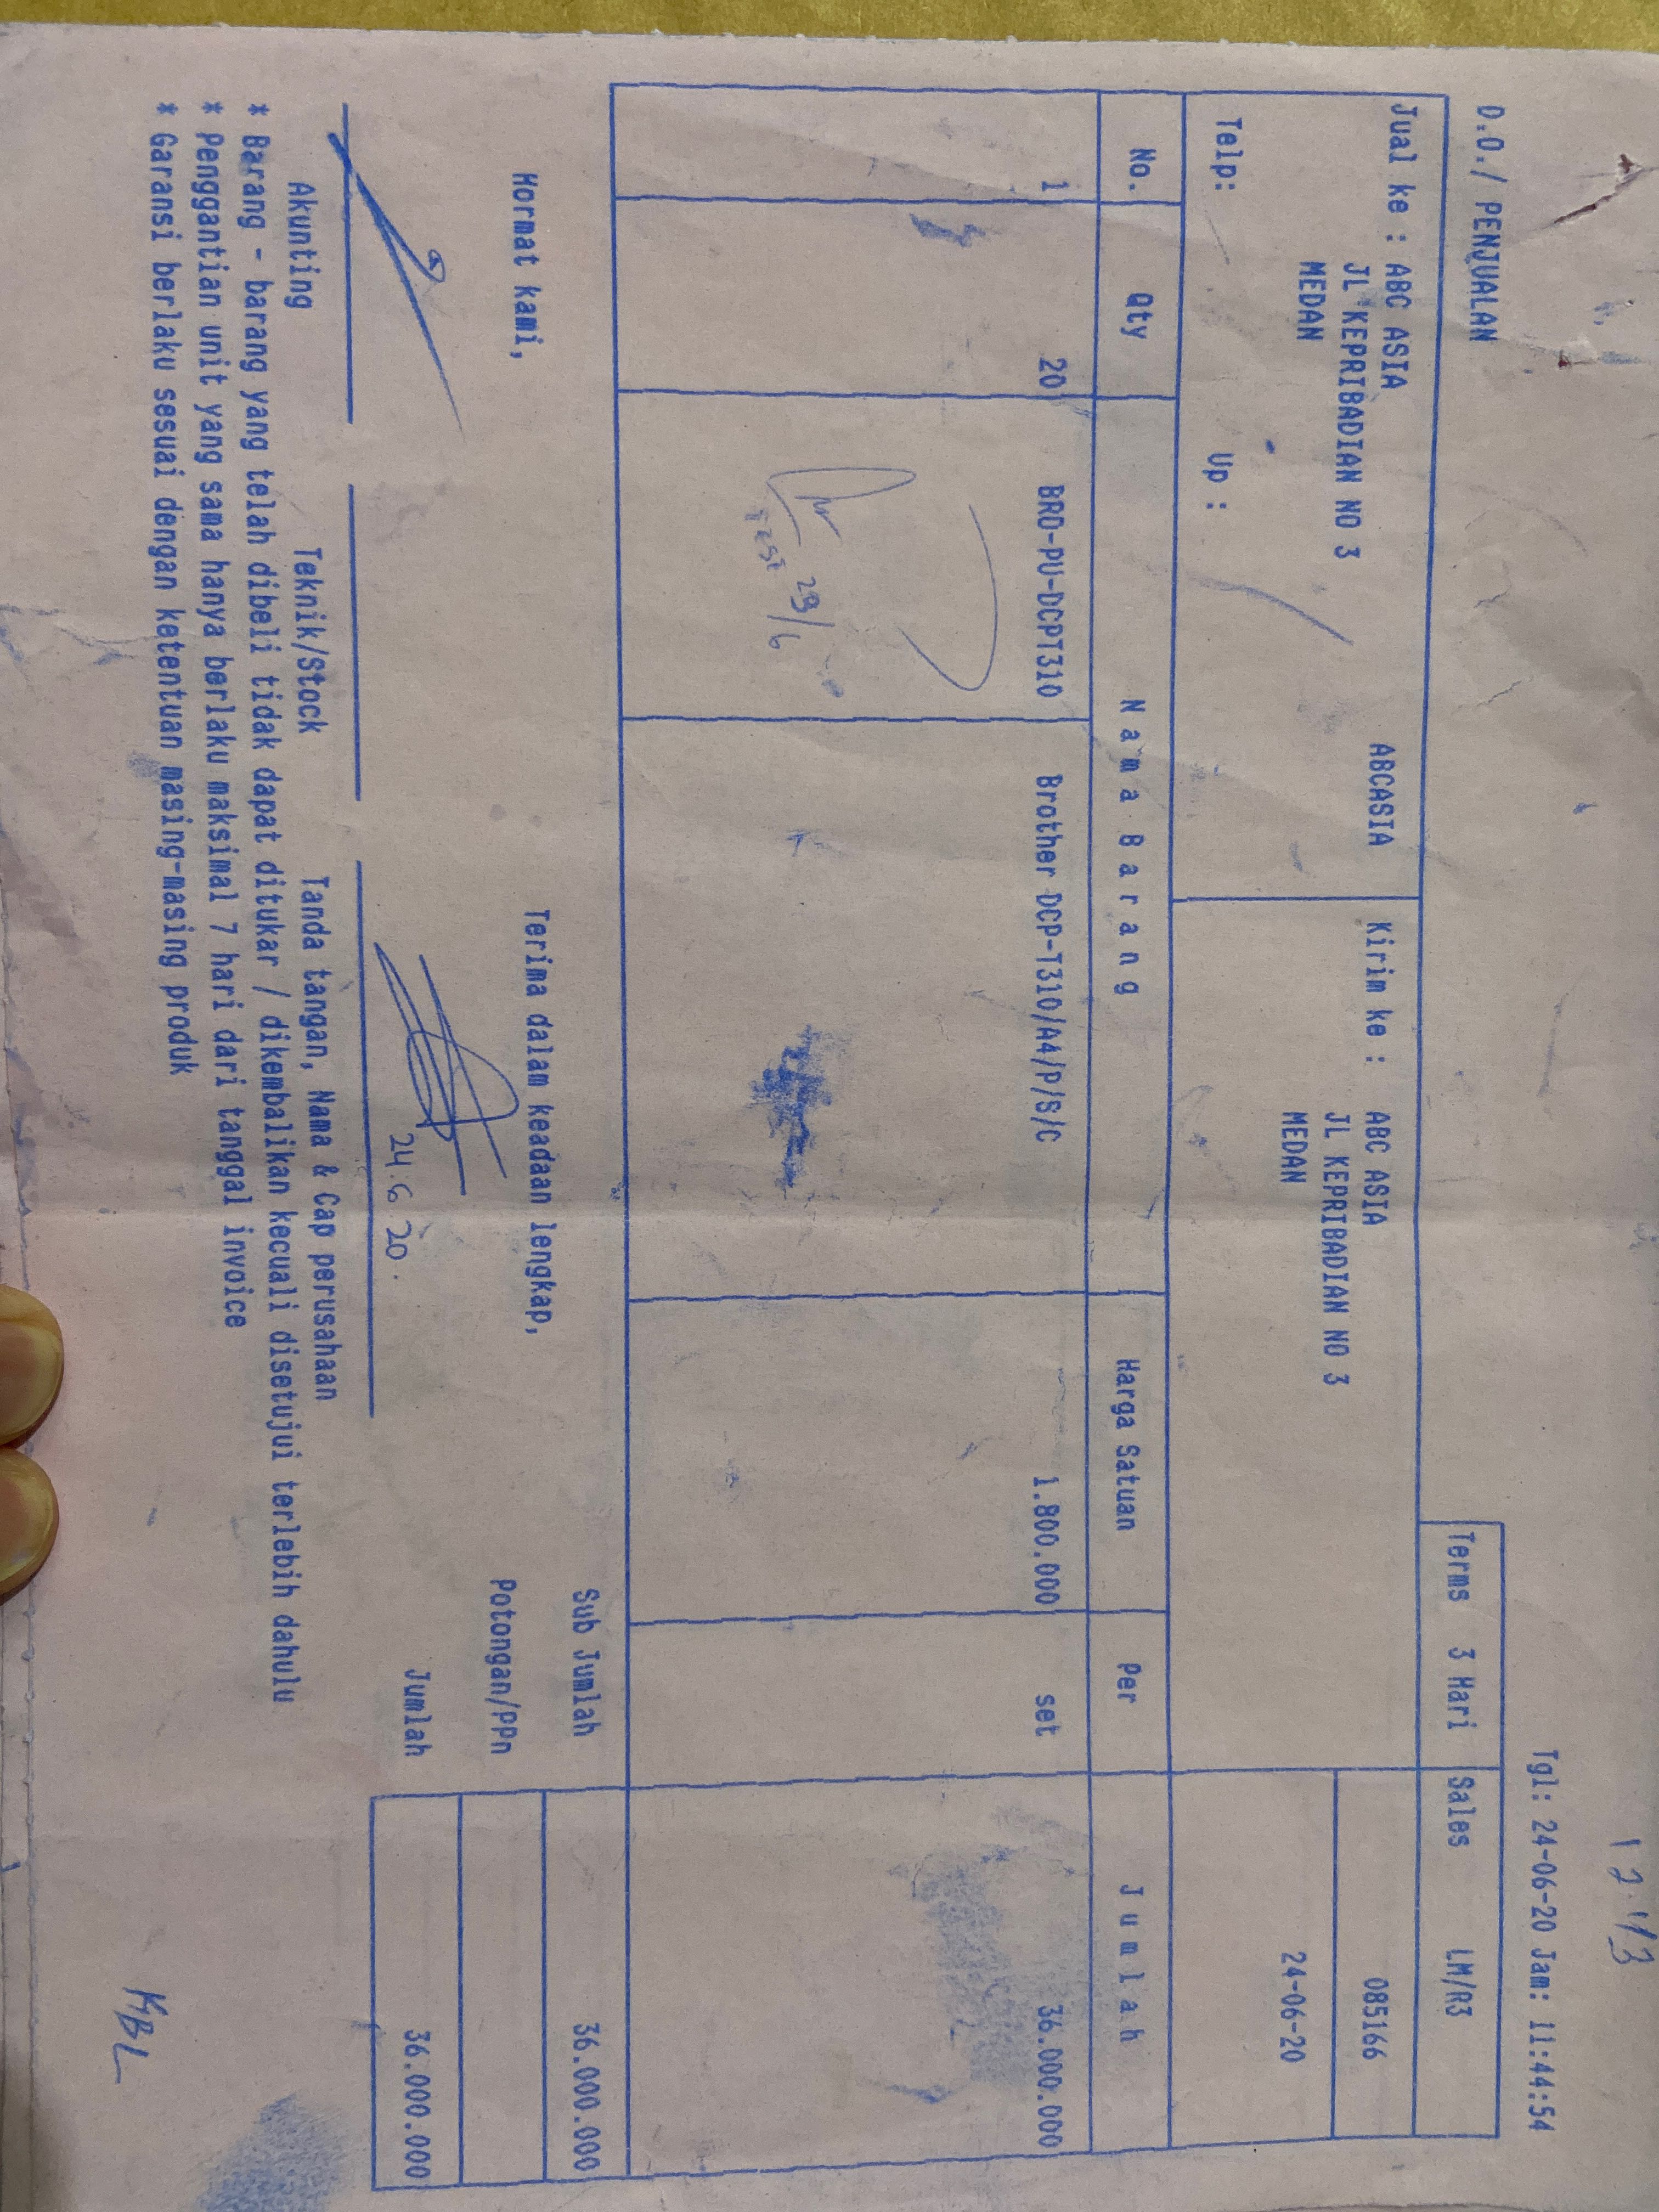 12.43
Tgl: 24-06-20 Jam: 11:44:54
D.O./ PENJUALAN
Terms 3 Hari Sales LM/R3
Jual ke : ABC ASIA ABCASIA
JL KEPRIBADIAN NO 3
MEDAN
Telp: Up :
Kirim ke : ABC ASIA
JL KEPRIBADIAN NO 3
MEDAN
085166
24-06-20
No. Qty Nama Barang Harga Satuan Per Jumlah
1 20 BRD-PU-DCPT310 Brother DCP-T310/A4/P/S/C 1.800.000 set 36.000.000
29/6
Sub Jumlah 36.000.000
Hormat kami, Terima dalam keadaan lengkap,
Potongan/PPn
Jumlah 36.000.000
24.6 20.
Akunting Teknik/Stock Tanda tangan, Nama & Cap perusahaan
* Barang - barang yang telah dibeli tidak dapat ditukar / dikembalikan kecuali disetujui terlebih dahulu
* Penggantian unit yang sama hanya berlaku maksimal 7 hari dari tanggal invoice
* Garansi berlaku sesuai dengan ketentuan masing-masing produk
KBL